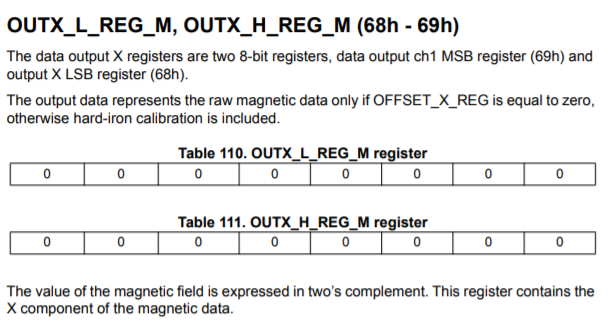 OUTX_L_REG_M, OUTX_H_REG_M (68h - 69h)
The data output X registers are two 8-bit registers, data output ch1 MSB register (69h) and
output X LSB register (68h).
The output data represents the raw magnetic data only if OFFSET_X_REG is equal to zero,
otherwise hard-iron calibration is included.
Table 110. OUTX_L_REG_M register
0 0 0 0 0 0 0 0
Table 111. OUTX_H_REG_M register
0 0 0 0 0 0 0 0
The value of the magnetic field is expressed in two’s complement. This register contains the
X component of the magnetic data.